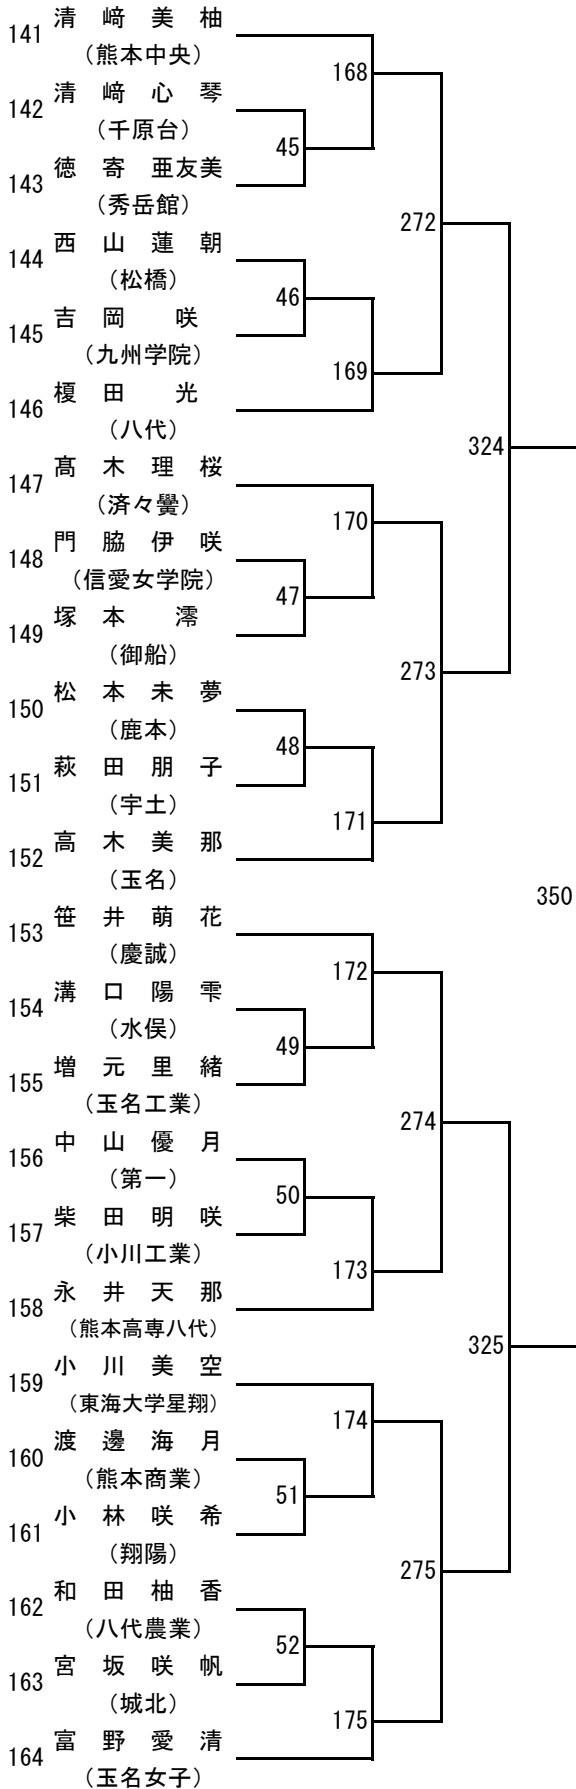 141 清﨑美柚
（熊本中央）
168
142 清﨑心琴
（千原台）
45
143 徳寄亜友美
（秀岳館）
272
144 西山蓮朝
（松橋）
46
145 吉岡咲
（九州学院）
169
146 榎田光
（八代）
324
147 髙木理桜
（済々黌）
170
148 門脇伊咲
（信愛女学院）
47
149 塚本澪
（御船）
273
150 松本未夢
（鹿本）
48
151 萩田朋子
（宇土）
171
152 高木美那
（玉名）
350
153 笹井萌花
（慶誠）
172
154 溝口陽雫
（水俣）
49
155 増元里緒
（玉名工業）
274
156 中山優月
（第一）
50
157 柴田明咲
（小川工業）
173
158 永井天那
（熊本高専八代）
325
159 小川美空
（東海大学星翔）
174
160 渡邊海月
（熊本商業）
51
161 小林咲希
（翔陽）
275
162 和田柚香
（八代農業）
52
163 宮坂咲帆
（城北）
175
164 富野愛清
（玉名女子）